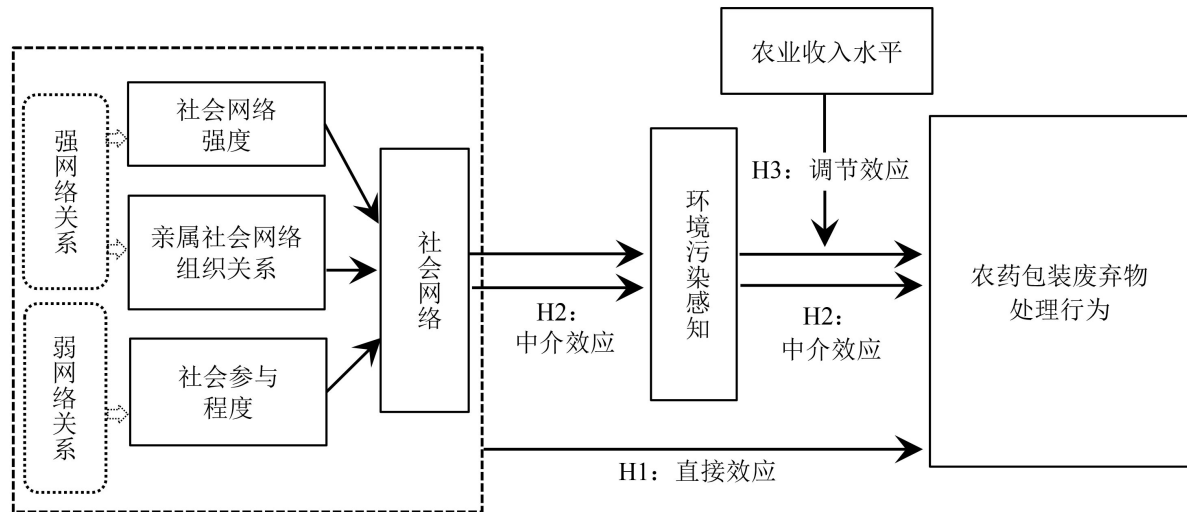 农业收入水平
强网络关系
社会网络
强度
亲属社会网络
组织关系
弱网络关系
社会参与
程度
社会网络
H2：
中介效应
环境污染感知
H3：调节效应
H2：
中介效应
农药包装废弃物
处理行为
H1：直接效应